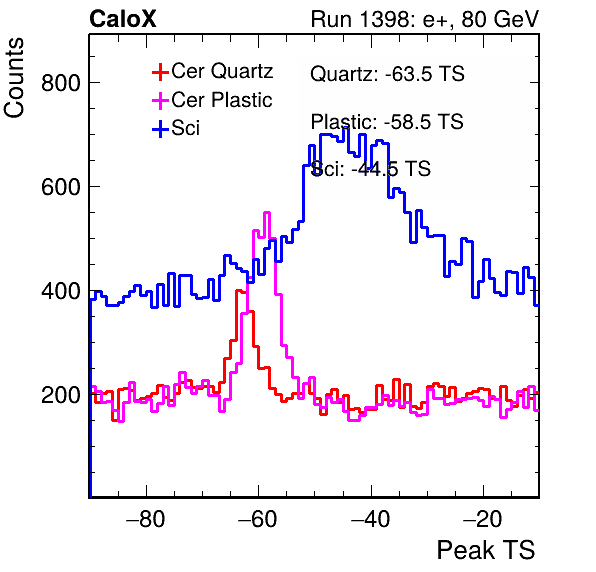 CaloX Run 1398: e+, 80 GeV
Counts
800
600
400
200
Cer Quartz
Cer Plastic
Sci
Quartz: -63.5 TS
Plastic: -58.5 TS
Sci: -44.5 TS
−80 −60 −40 −20
Peak TS